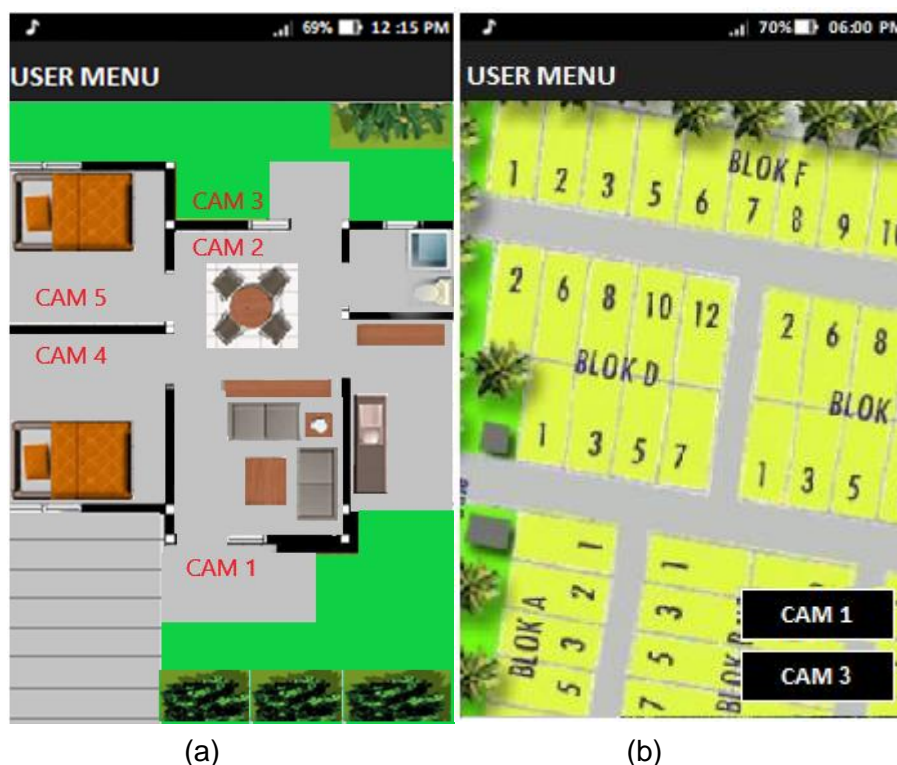 69% 12 :15 PM
USER MENU
CAM 3
CAM 2
CAM 5
CAM 4
CAM 1
(a)
70% 06:00 PM
USER MENU
BLOK F
1 2 3 5 6 7 8 9
2 6 8 10 12
2 6 8
BLOK D
BLOK
1 3 5 7
1 3 5
BLOK A
1 2 3 5
1 3 5 7
CAM 1
CAM 3
(b)